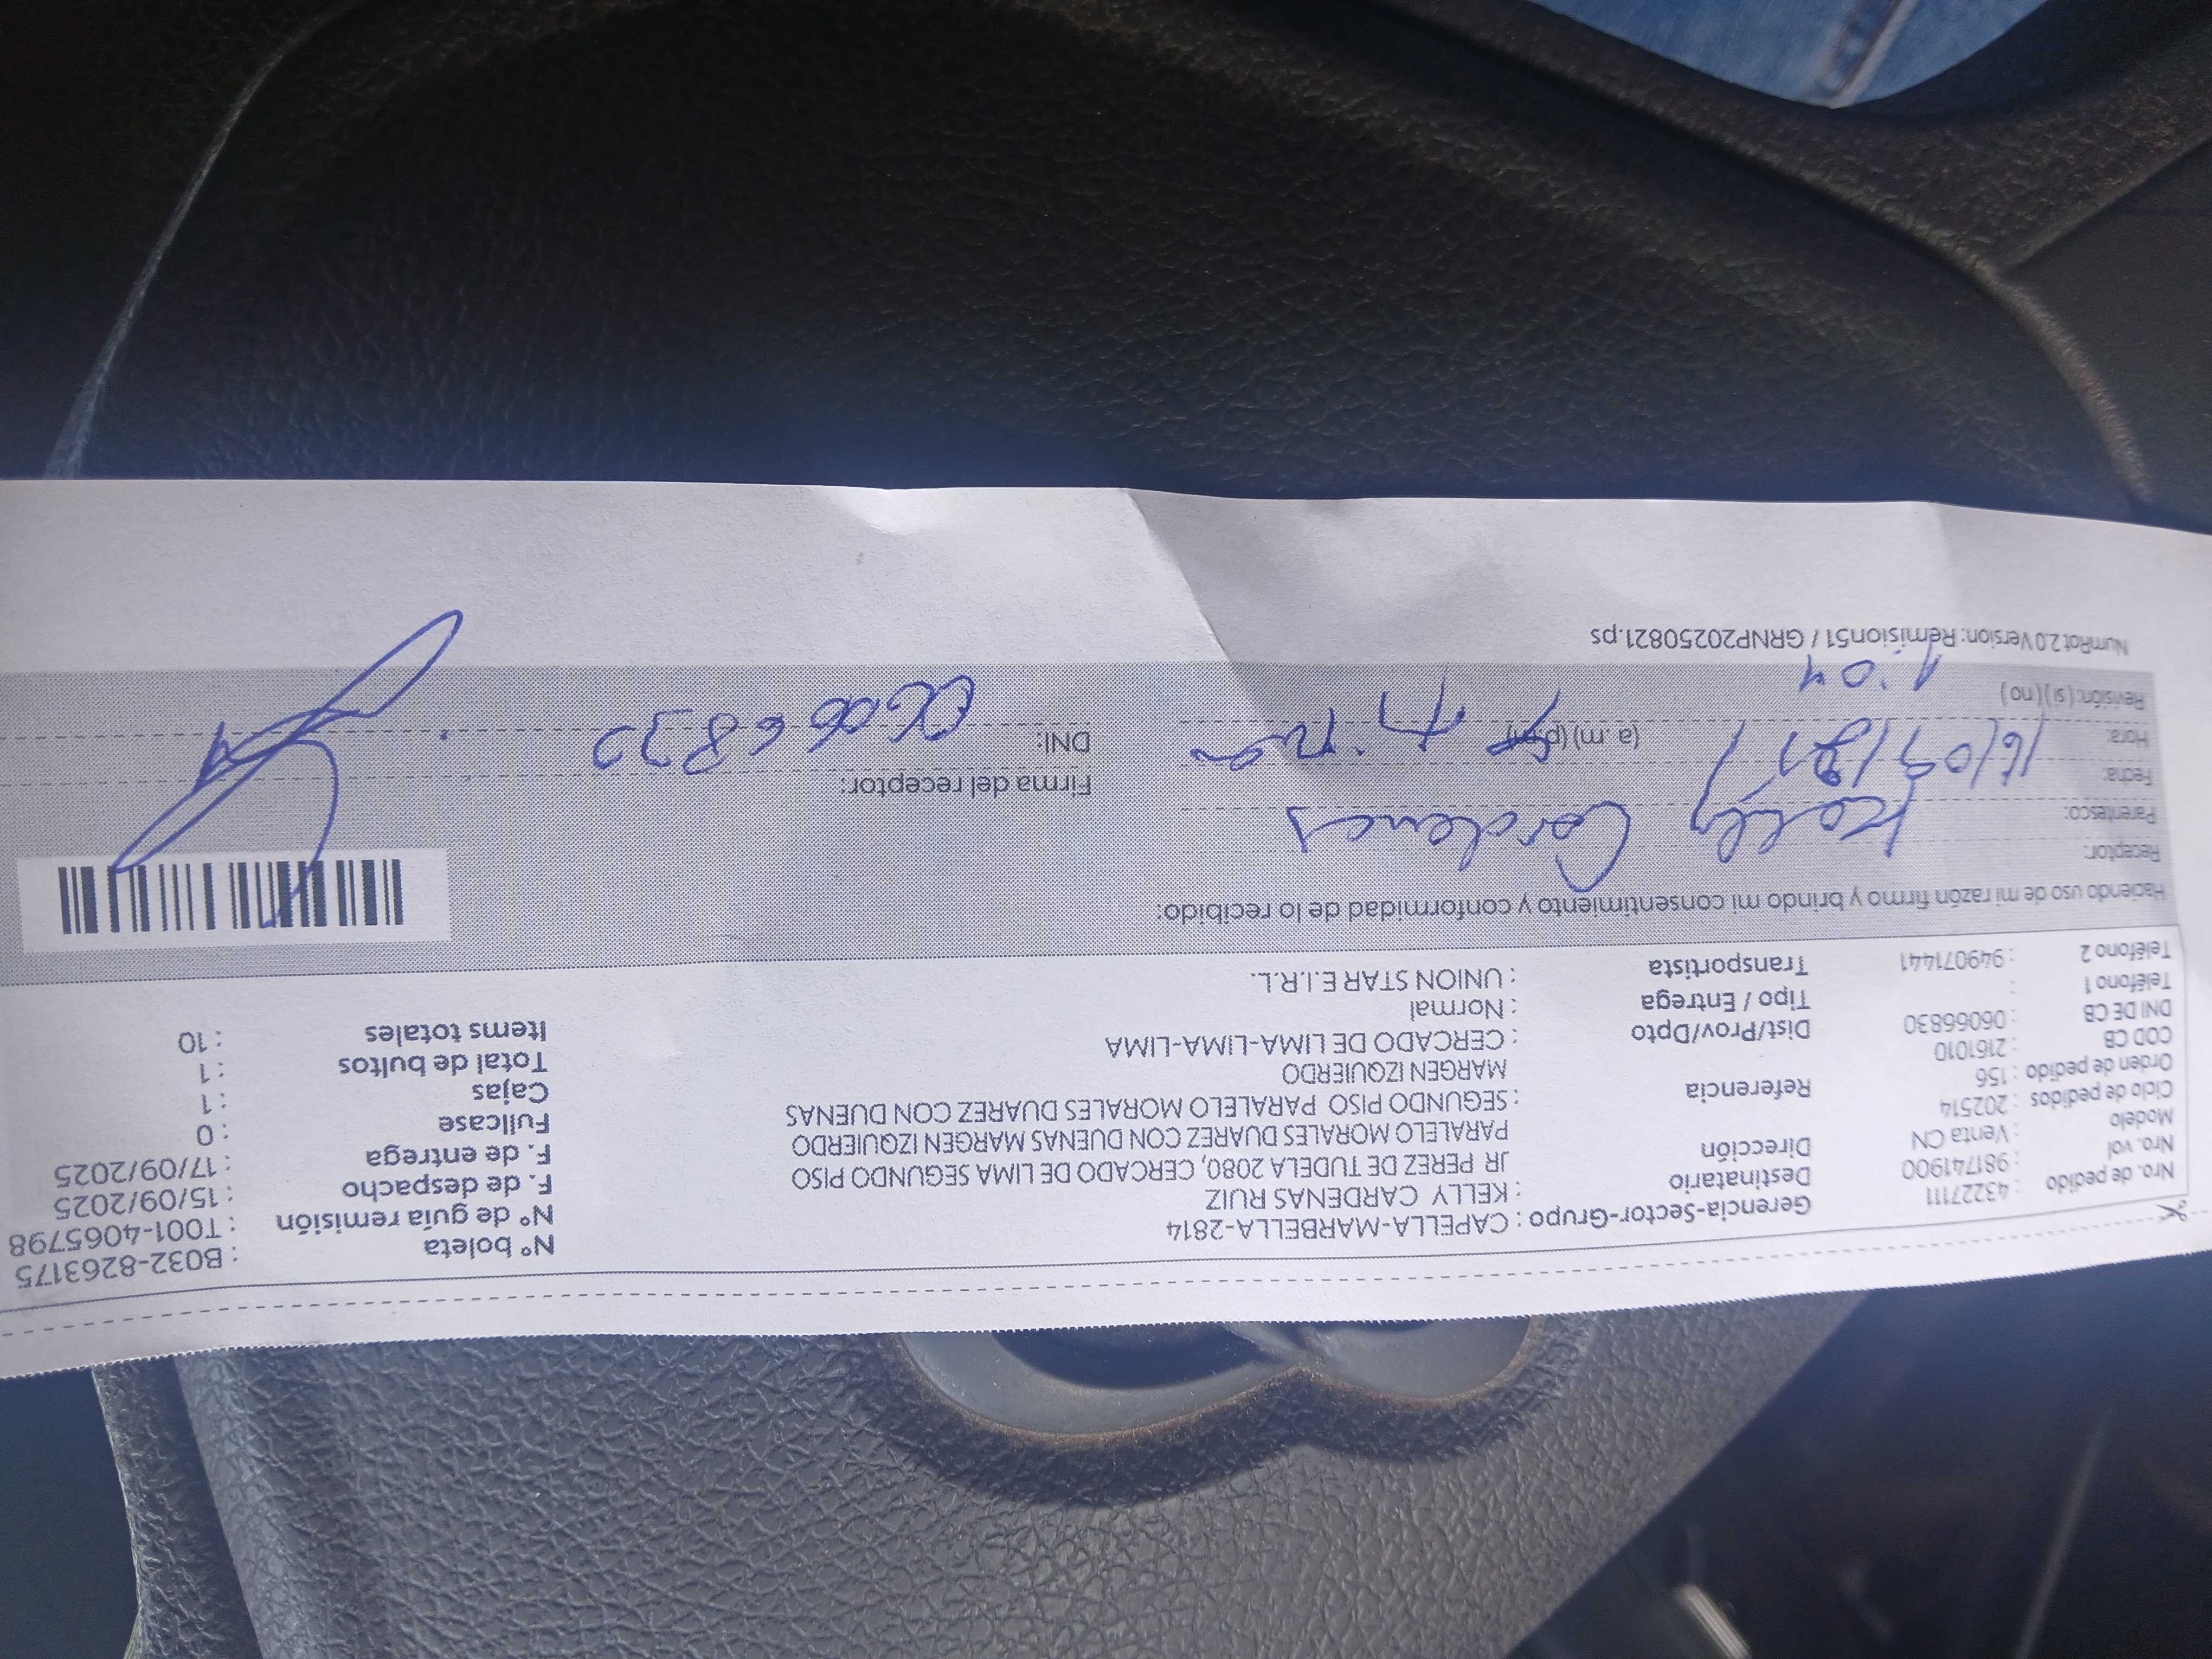 Nro. de pedido : 43227111
Nro. vol : 981741900
Modelo : Venta CN
Ciclo de pedidos : 202514
Orden de pedido : 156
COD CB : 2161010
DNI DE CB : 06066830
Teléfono 1 :
Teléfono 2 : 949071441
Gerencia-Sector-Grupo : CAPELLA-MARBELLA-2814
Destinatario : KELLY CARDENAS RUIZ
Dirección JR PEREZ DE TUDELA 2080, CERCADO DE LIMA SEGUNDO PISO
PARALELO MORALES DUAREZ CON DUENAS MARGEN IZQUIERDO
Referencia : SEGUNDO PISO PARALELO MORALES DUAREZ CON DUENAS
MARGEN IZQUIERDO
Dist/Prov/Dpto : CERCADO DE LIMA-LIMA-LIMA
Tipo / Entrega : Normal
Transportista : UNION STAR E.I.R.L.
N° boleta : B032-8263175
N° de guía remisión : T001-4065798
F. de despacho : 15/09/2025
F. de entrega : 17/09/2025
Fullcase : 0
Cajas : 1
Total de bultos : 1
Items totales : 10
Haciendo uso de mi razón firmo y brindo mi consentimiento y conformidad de lo recibido:
Receptor:
Parentesco: Kelly Cardenas
Fecha: 16/09/25
Hora: (a. m) (p.m)
Revisión: ( si ) ( no ) 1:04
Firma del receptor:
DNI:
NumRot 2.0 Version: Remision51 / GRNP20250821.ps